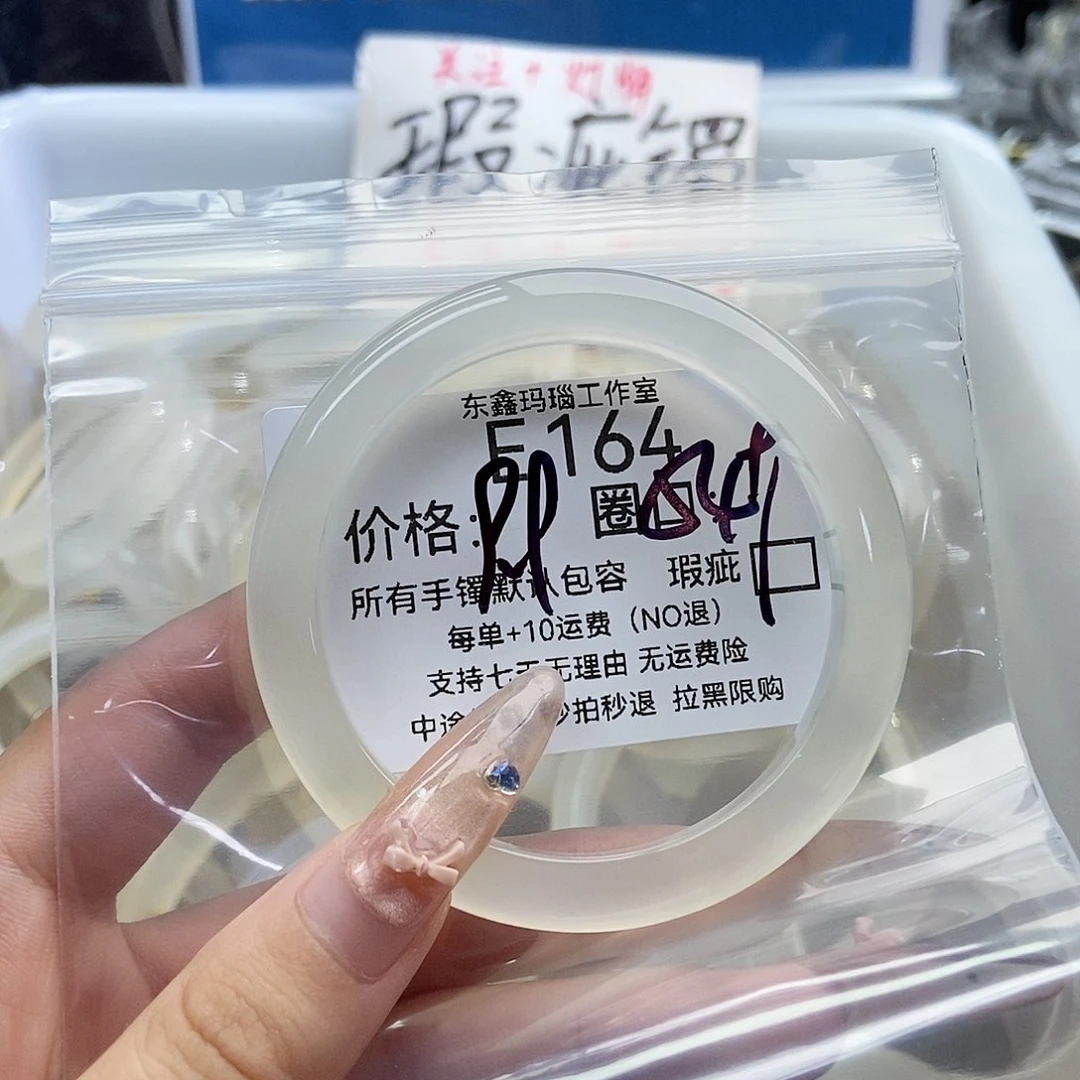 关注+灯牌
瑕疵镯
东鑫玛瑙工作室
E164
价格: 圈口
所有手镯默认包容 瑕疵
每单+10运费（NO退）
支持七天无理由 无运费险
中途 秒拍秒退 拉黑限购